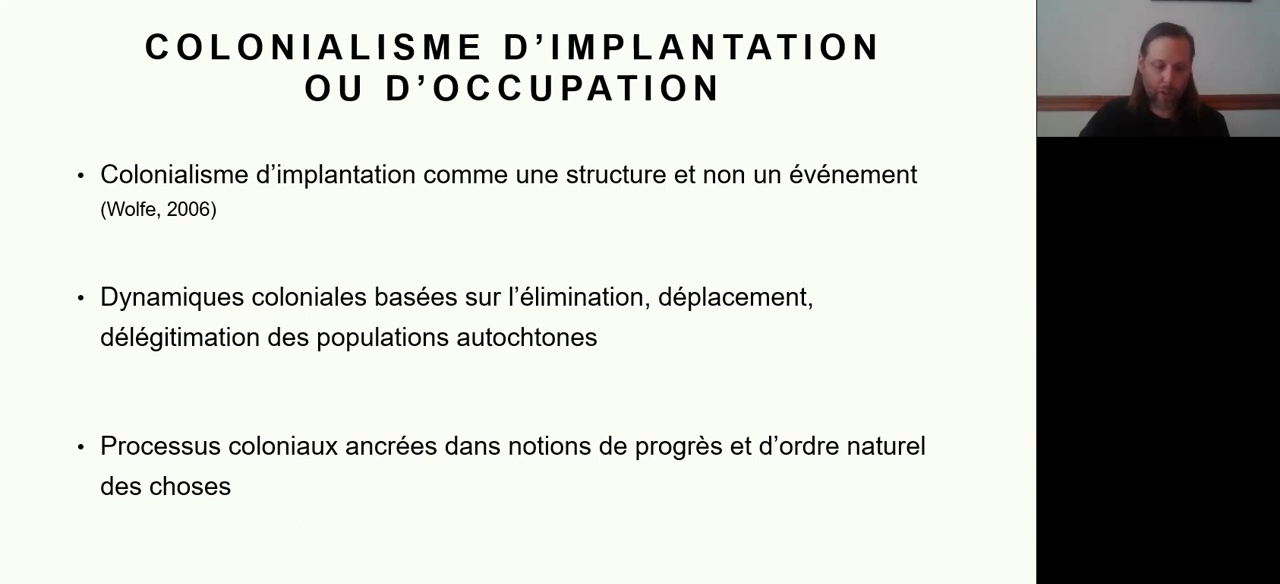 COLONIALISME D’IMPLANTATION
OU D’OCCUPATION
• Colonialisme d’implantation comme une structure et non un événement
(Wolfe, 2006)
• Dynamiques coloniales basées sur l’élimination, déplacement,
délégitimation des populations autochtones
• Processus coloniaux ancrées dans notions de progrès et d’ordre naturel
des choses